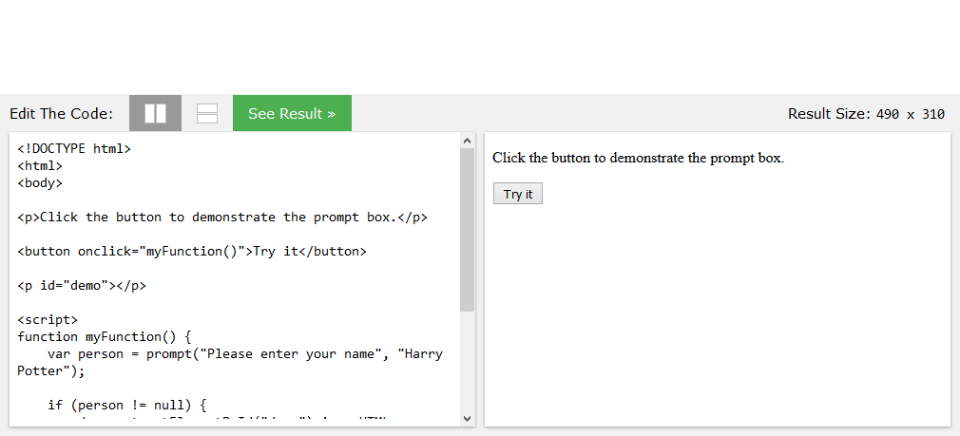 Edit The Code:
See Result »
Result Size: 490 x 310
<!DOCTYPE html>
<html>
<body>
<p>Click the button to demonstrate the prompt box.</p>
<button onclick="myFunction()">Try it</button>
<p id="demo"></p>
<script>
function myFunction() {
    var person = prompt("Please enter your name", "Harry
Potter");
    if (person != null) {
Click the button to demonstrate the prompt box.
Try it